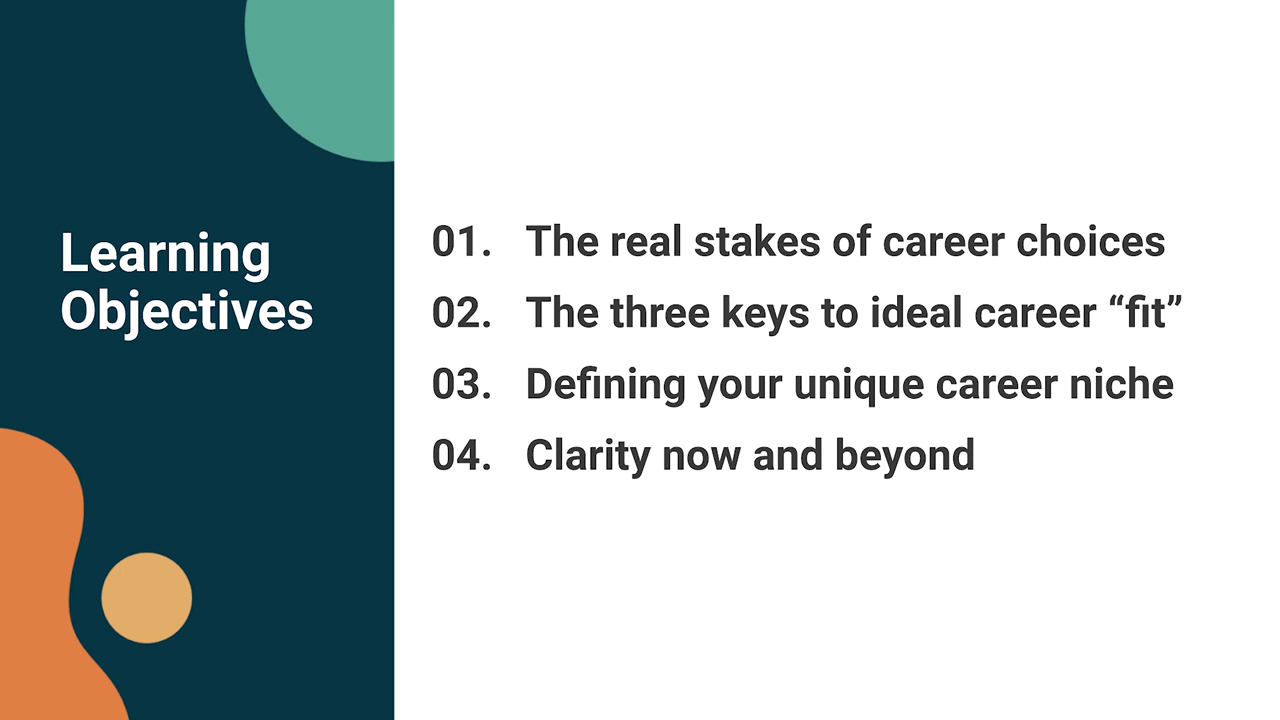 Learning
Objectives
01. The real stakes of career choices
02. The three keys to ideal career “fit”
03. Defining your unique career niche
04. Clarity now and beyond